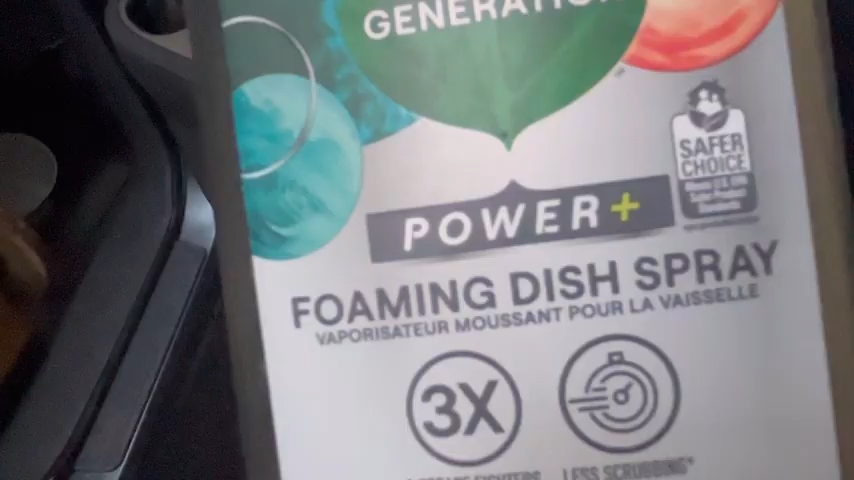 GENERATION
SAFER
CHOICE
POWER+
FOAMING DISH SPRAY
VAPORISATEUR MOUSSANT POUR LA VAISSELLE
3X
LESS SCRUBBING*